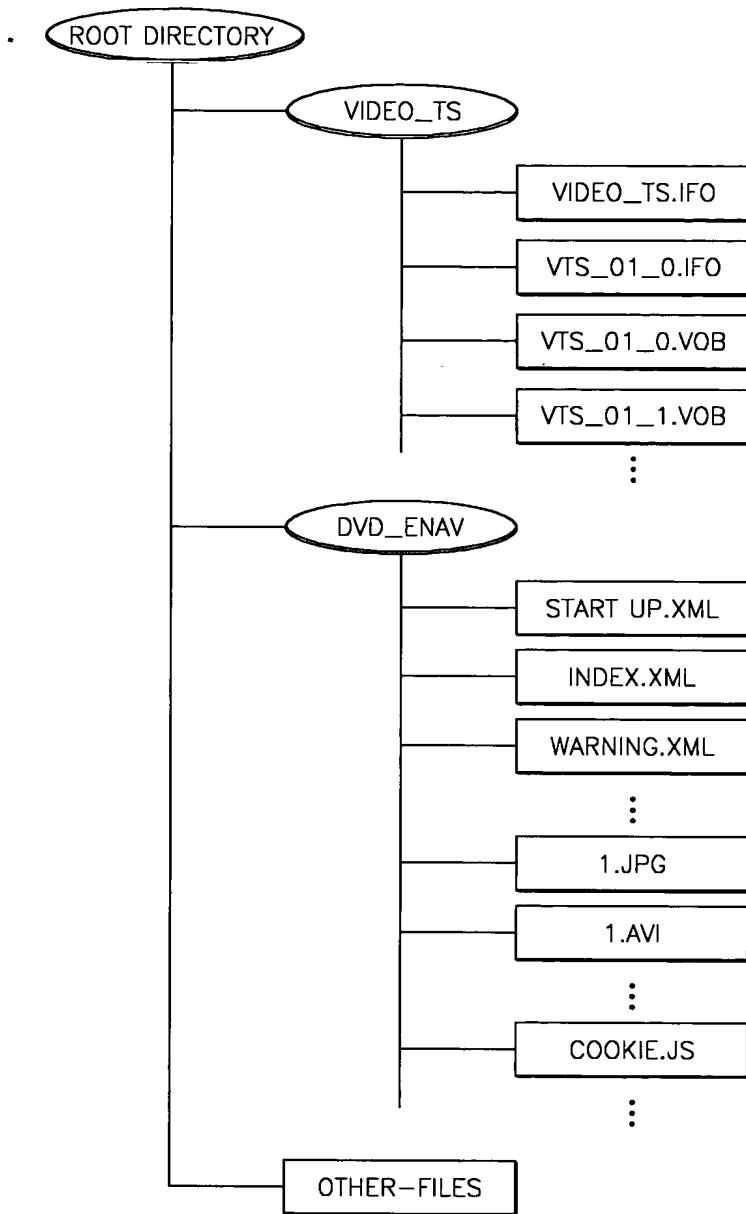 ROOT DIRECTORY
VIDEO_TS
VIDEO_TS.IFO
VTS_01_0.IFO
VTS_01_0.VOB
VTS_01_1.VOB
DVD_ENAV
START UP.XML
INDEX.XML
WARNING.XML
1.JPG
1.AVI
COOKIE.JS
OTHER-FILES